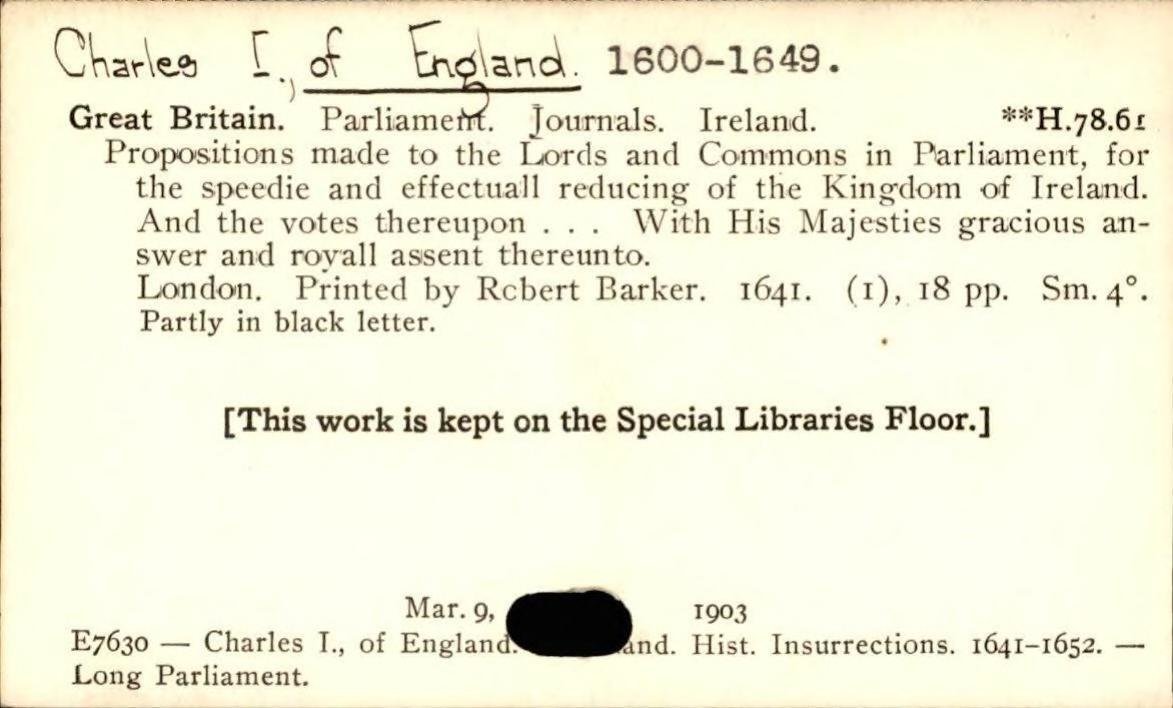 Charles I., of England. 1600-1649.
Great Britain. Parliament. Journals. Ireland. **H.78.61
Propositions made to the Lords and Commons in Parliament, for
the speedie and effectuall reducing of the Kingdom of Ireland.
And the votes thereupon . . . With His Majesties gracious an-
swer and royall assent thereunto.
London. Printed by Robert Barker. 1641. (1), 18 pp. Sm. 4°.
Partly in black letter.
[This work is kept on the Special Libraries Floor.]
Mar. 9, 1903
E7630 — Charles I., of England. and. Hist. Insurrections. 1641-1652. —
Long Parliament.